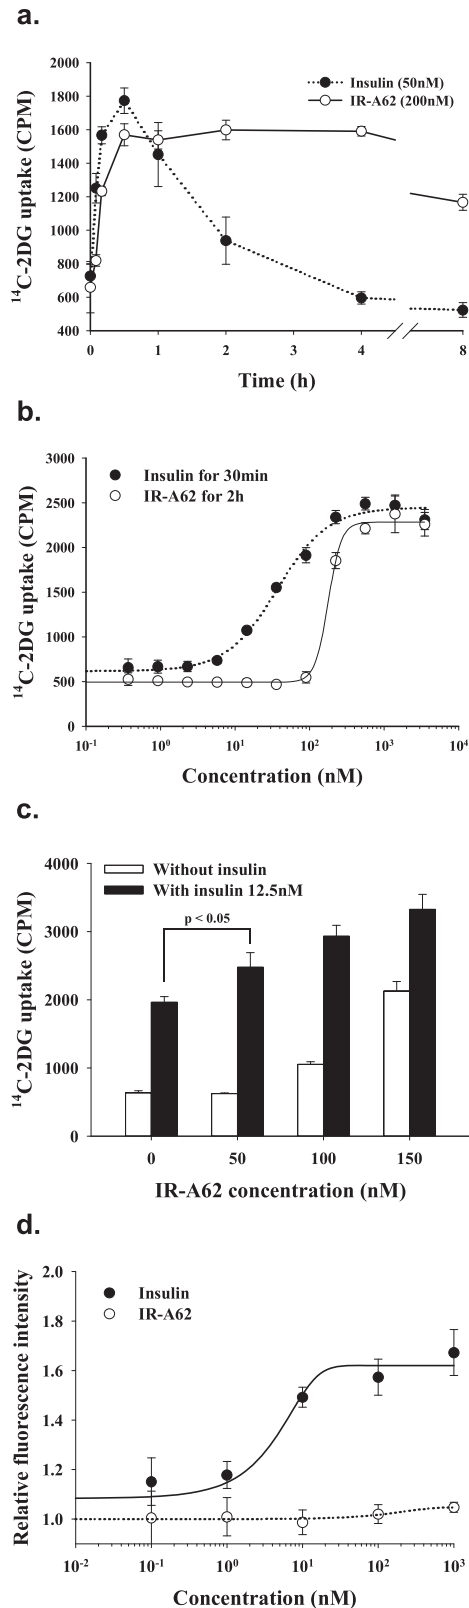 a.
2000
1800
1600
1400
1200
1000
800
600
400
¹⁴C-2DG uptake (CPM)
Insulin (50nM)
IR-A62 (200nM)
0 1 2 3 4 8
Time (h)
b.
3000
2500
2000
1500
1000
500
0
¹⁴C-2DG uptake (CPM)
Insulin for 30min
IR-A62 for 2h
10⁻¹ 10⁰ 10¹ 10² 10³ 10⁴
Concentration (nM)
c.
4000
3000
2000
1000
0
¹⁴C-2DG uptake (CPM)
Without insulin
With insulin 12.5nM
p < 0.05
0 50 100 150
IR-A62 concentration (nM)
d.
2.0
1.8
1.6
1.4
1.2
1.0
Relative fluorescence intensity
Insulin
IR-A62
10⁻² 10⁻¹ 10⁰ 10¹ 10² 10³
Concentration (nM)